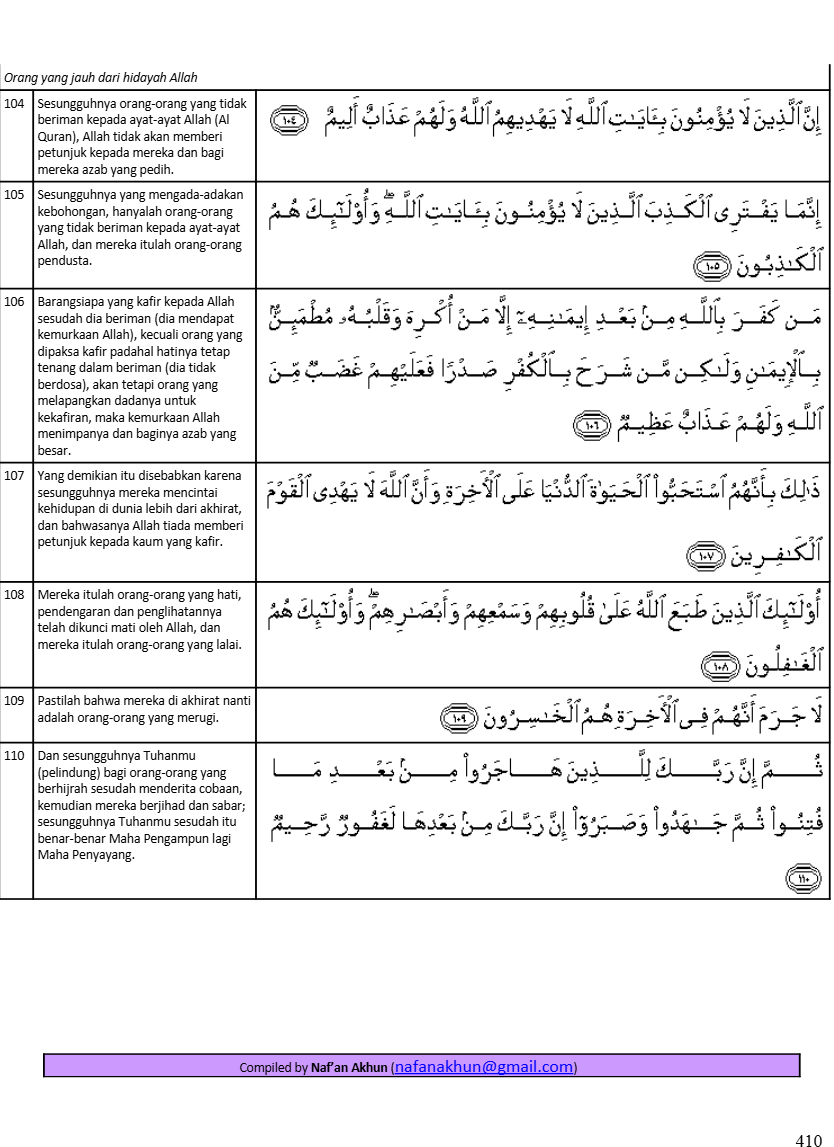 Orang yang jauh dari hidayah Allah
104
Sesungguhnya orang-orang yang tidak
beriman kepada ayat-ayat Allah (Al
Quran), Allah tidak akan memberi
petunjuk kepada mereka dan bagi
mereka azab yang pedih.
إِنَّ ٱلَّذِينَ لَا يُؤْمِنُونَ بِـَٔايَـٰتِ ٱللَّهِ لَا يَهْدِيهِمُ ٱللَّهُ وَلَهُمْ عَذَابٌ أَلِيمٌ ١٠٤
105
Sesungguhnya yang mengada-adakan
kebohongan, hanyalah orang-orang
yang tidak beriman kepada ayat-ayat
Allah, dan mereka itulah orang-orang
pendusta.
إِنَّمَا يَفْتَرِى ٱلْكَذِبَ ٱلَّذِينَ لَا يُؤْمِنُونَ بِـَٔايَـٰتِ ٱللَّهِ ۖ وَأُو۟لَـٰٓئِكَ هُمُ
ٱلْكَـٰذِبُونَ ١٠٥
106
Barangsiapa yang kafir kepada Allah
sesudah dia beriman (dia mendapat
kemurkaan Allah), kecuali orang yang
dipaksa kafir padahal hatinya tetap
tenang dalam beriman (dia tidak
berdosa), akan tetapi orang yang
melapangkan dadanya untuk
kekafiran, maka kemurkaan Allah
menimpanya dan baginya azab yang
besar.
مَن كَفَرَ بِٱللَّهِ مِنۢ بَعْدِ إِيمَـٰنِهِۦٓ إِلَّا مَنْ أُكْرِهَ وَقَلْبُهُۥ مُطْمَئِنٌّۢ
بِٱلْإِيمَـٰنِ وَلَـٰكِن مَّن شَرَحَ بِٱلْكُفْرِ صَدْرًا فَعَلَيْهِمْ غَضَبٌ مِّنَ
ٱللَّهِ وَلَهُمْ عَذَابٌ عَظِيمٌ ١٠٦
107
Yang demikian itu disebabkan karena
sesungguhnya mereka mencintai
kehidupan di dunia lebih dari akhirat,
dan bahwasanya Allah tiada memberi
petunjuk kepada kaum yang kafir.
ذَٰلِكَ بِأَنَّهُمُ ٱسْتَحَبُّوا۟ ٱلْحَيَوٰةَ ٱلدُّنْيَا عَلَى ٱلْـَٔاخِرَةِ وَأَنَّ ٱللَّهَ لَا يَهْدِى ٱلْقَوْمَ
ٱلْكَـٰفِرِينَ ١٠٧
108
Mereka itulah orang-orang yang hati,
pendengaran dan penglihatannya
telah dikunci mati oleh Allah, dan
mereka itulah orang-orang yang lalai.
أُو۟لَـٰٓئِكَ ٱلَّذِينَ طَبَعَ ٱللَّهُ عَلَىٰ قُلُوبِهِمْ وَسَمْعِهِمْ وَأَبْصَـٰرِهِمْ ۖ وَأُو۟لَـٰٓئِكَ هُمُ
ٱلْغَـٰفِلُونَ ١٠٨
109
Pastilah bahwa mereka di akhirat nanti
adalah orang-orang yang merugi.
لَا جَرَمَ أَنَّهُمْ فِى ٱلْـَٔاخِرَةِ هُمُ ٱلْخَـٰسِرُونَ ١٠٩
110
Dan sesungguhnya Tuhanmu
(pelindung) bagi orang-orang yang
berhijrah sesudah menderita cobaan,
kemudian mereka berjihad dan sabar;
sesungguhnya Tuhanmu sesudah itu
benar-benar Maha Pengampun lagi
Maha Penyayang.
ثُمَّ إِنَّ رَبَّكَ لِلَّذِينَ هَاجَرُوا۟ مِنۢ بَعْدِ مَا
فُتِنُوا۟ ثُمَّ جَـٰهَدُوا۟ وَصَبَرُوٓا۟ إِنَّ رَبَّكَ مِنۢ بَعْدِهَا لَغَفُورٌ رَّحِيمٌ
١١٠
Compiled by Naf’an Akhun (nafanakhun@gmail.com)
410